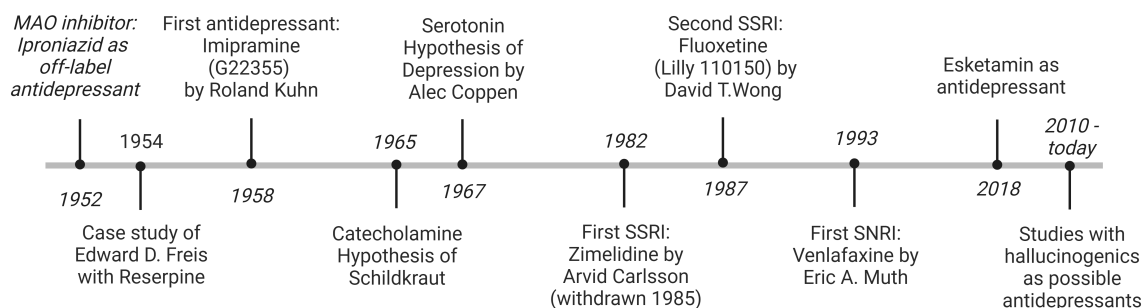 MAO inhibitor:
Iproniazid as
off-label
antidepressant
1952
1954
Case study of
Edward D. Freis
with Reserpine
First antidepressant:
Imipramine
(G22355)
by Roland Kuhn
1958
1965
Catecholamine
Hypothesis of
Schildkraut
Serotonin
Hypothesis of
Depression by
Alec Coppen
1967
1982
First SSRI:
Zimelidine by
Arvid Carlsson
(withdrawn 1985)
Second SSRI:
Fluoxetine
(Lilly 110150) by
David T.Wong
1987
1993
First SNRI:
Venlafaxine by
Eric A. Muth
Esketamin as
antidepressant
2018
2010 -
today
Studies with
hallucinogenics
as possible
antidepressants